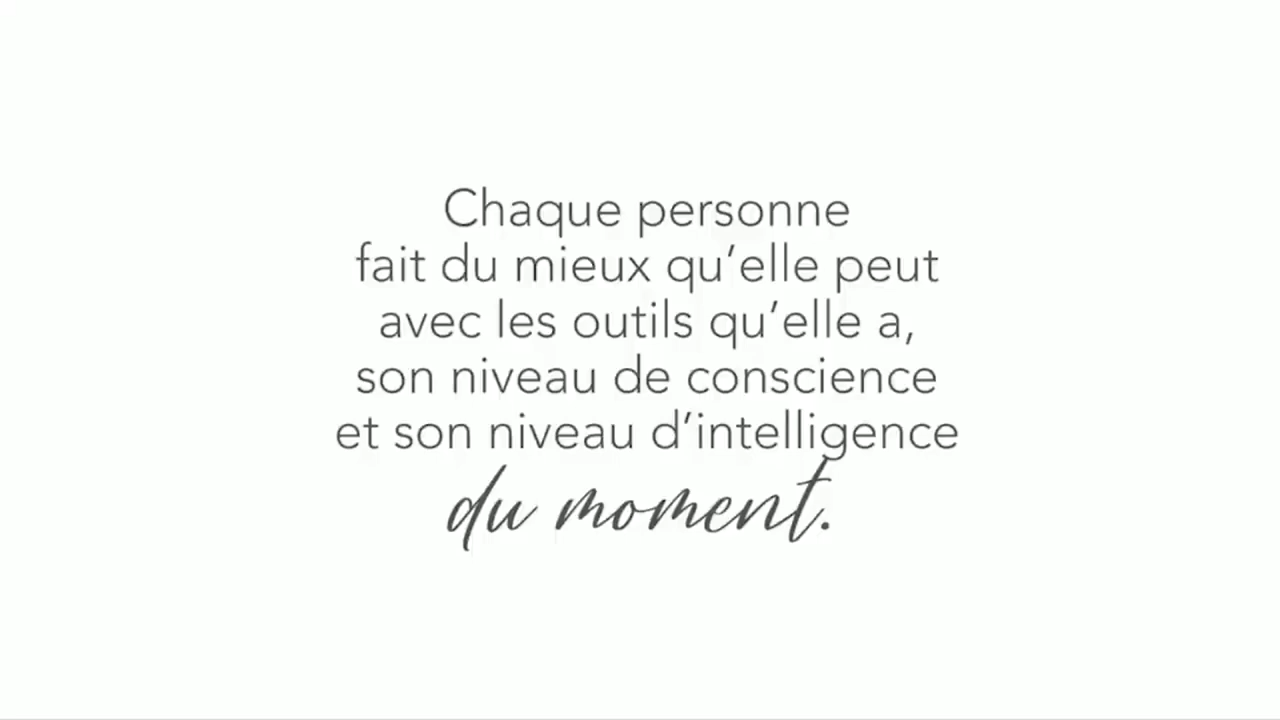 Chaque personne
fait du mieux qu’elle peut
avec les outils qu’elle a,
son niveau de conscience
et son niveau d’intelligence
du moment.